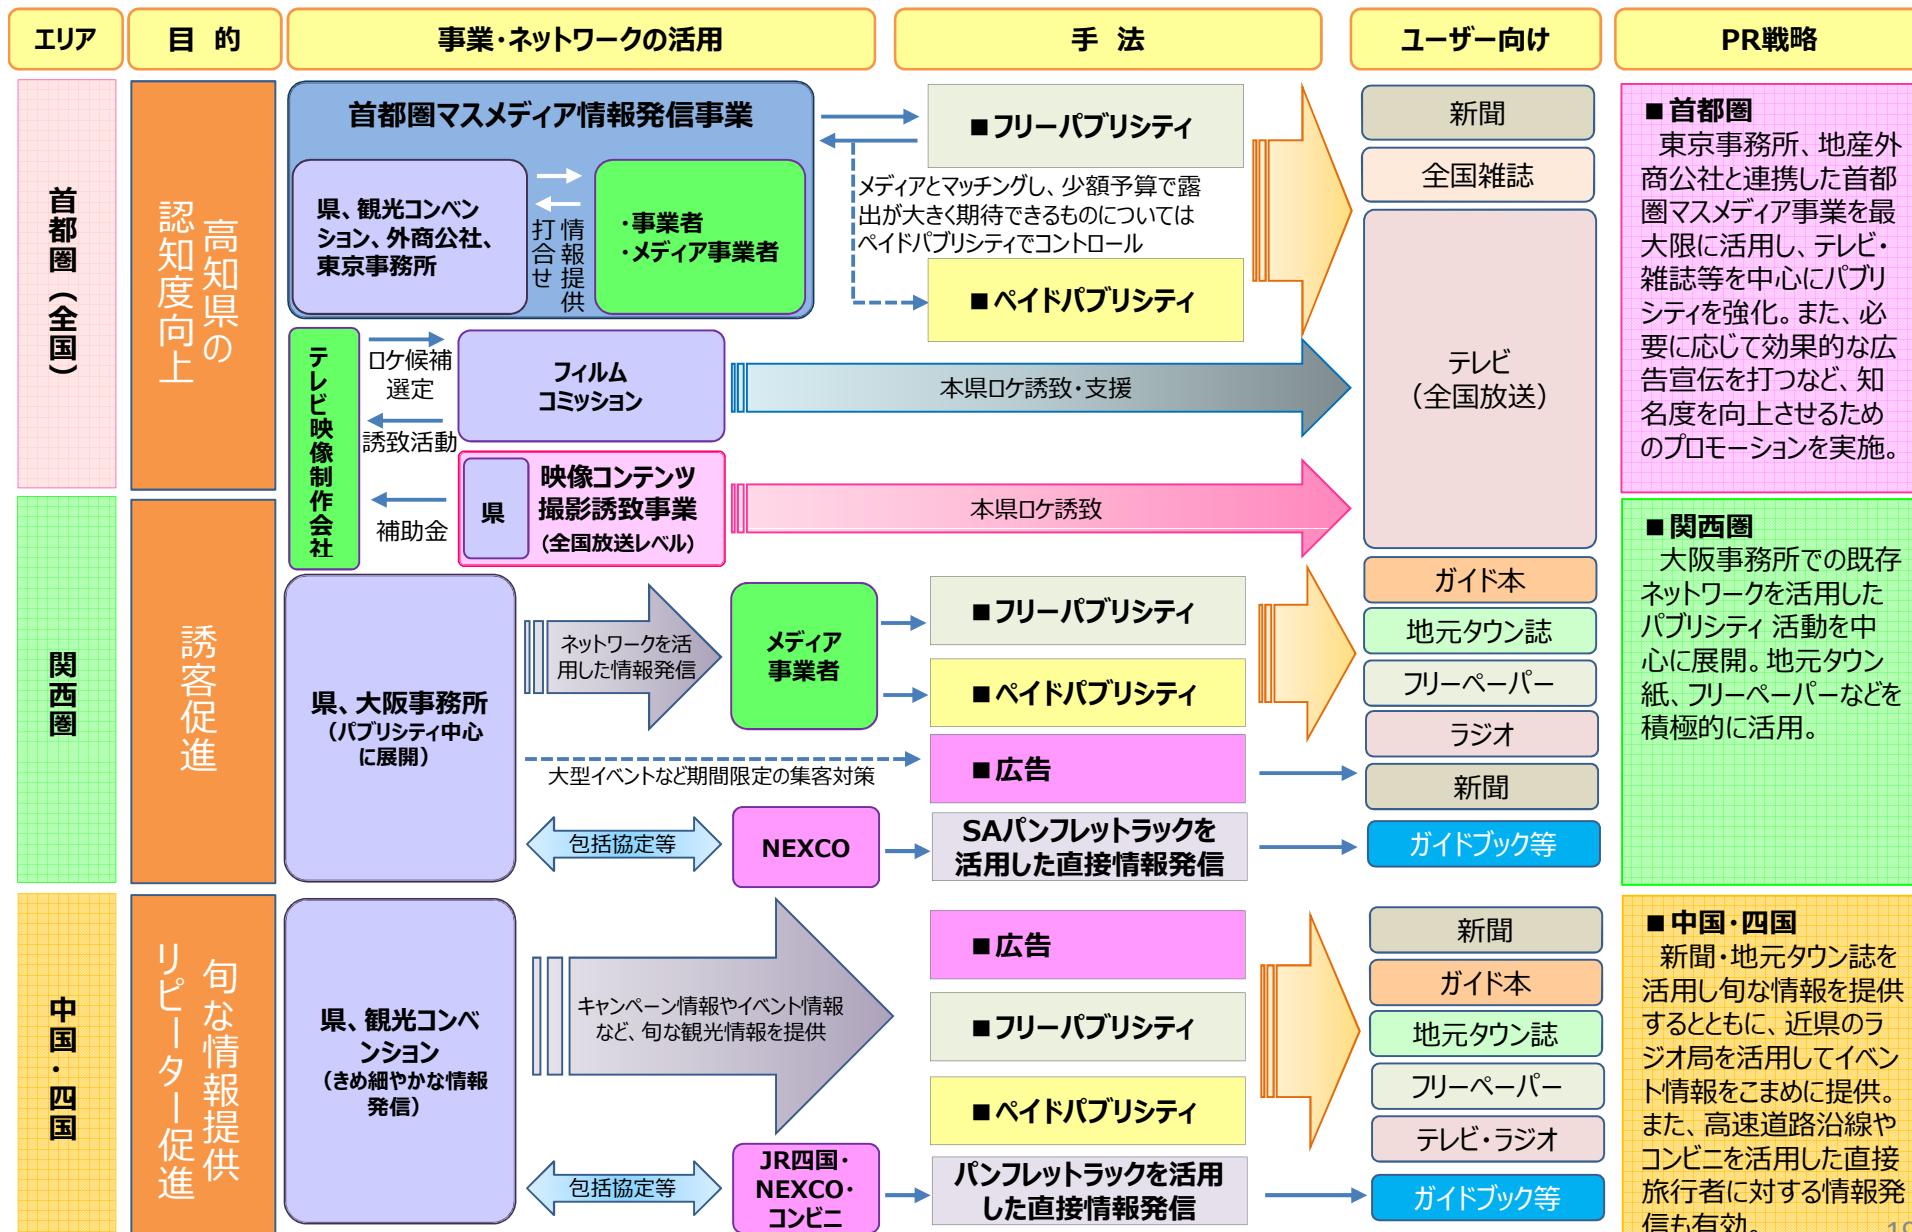 エリア
目 的
事業・ネットワークの活用
手 法
ユーザー向け
PR戦略
首都圏（全国）
高知県の
認知度向上
首都圏マスメディア情報発信事業
県、観光コンベン
ション、外商公社、
東京事務所
打合せ
情報提供
・事業者
・メディア事業者
■フリーパブリシティ
メディアとマッチングし、少額予算で露
出が大きく期待できるものについては
ペイドパブリシティでコントロール
■ペイドパブリシティ
テレビ映像制作会社
ロケ候補
選定
誘致活動
補助金
フィルム
コミッション
本県ロケ誘致・支援
県
映像コンテンツ
撮影誘致事業
(全国放送レベル)
本県ロケ誘致
新聞
全国雑誌
テレビ
（全国放送）
■首都圏
東京事務所、地産外
商公社と連携した首都
圏マスメディア事業を最
大限に活用し、テレビ・
雑誌等を中心にパブリ
シティを強化。また、必
要に応じて効果的な広
告宣伝を打つなど、知
名度を向上させるため
のプロモーションを実施。
関西圏
誘客促進
県、大阪事務所
（パブリシティ中心
に展開）
ネットワークを活
用した情報発信
メディア
事業者
■フリーパブリシティ
■ペイドパブリシティ
大型イベントなど期間限定の集客対策
■広告
包括協定等
NEXCO
SAパンフレットラックを
活用した直接情報発信
ガイド本
地元タウン誌
フリーペーパー
ラジオ
新聞
ガイドブック等
■関西圏
大阪事務所での既存
ネットワークを活用した
パブリシティ 活動を中
心に展開。地元タウン
紙、フリーペーパーなどを
積極的に活用。
中国・四国
旬な情報提供
リピーター促進
県、観光コンベ
ンション
（きめ細やかな情報
発信）
キャンペーン情報やイベント情報
など、旬な観光情報を提供
■広告
■フリーパブリシティ
■ペイドパブリシティ
包括協定等
JR四国・
NEXCO・
コンビニ
パンフレットラックを活用
した直接情報発信
新聞
ガイド本
地元タウン誌
フリーペーパー
テレビ・ラジオ
ガイドブック等
■中国・四国
新聞・地元タウン誌を
活用し旬な情報を提供
するとともに、近県のラ
ジオ局を活用してイベン
ト情報をこまめに提供。
また、高速道路沿線や
コンビニを活用した直接
旅行者に対する情報発
信も有効。